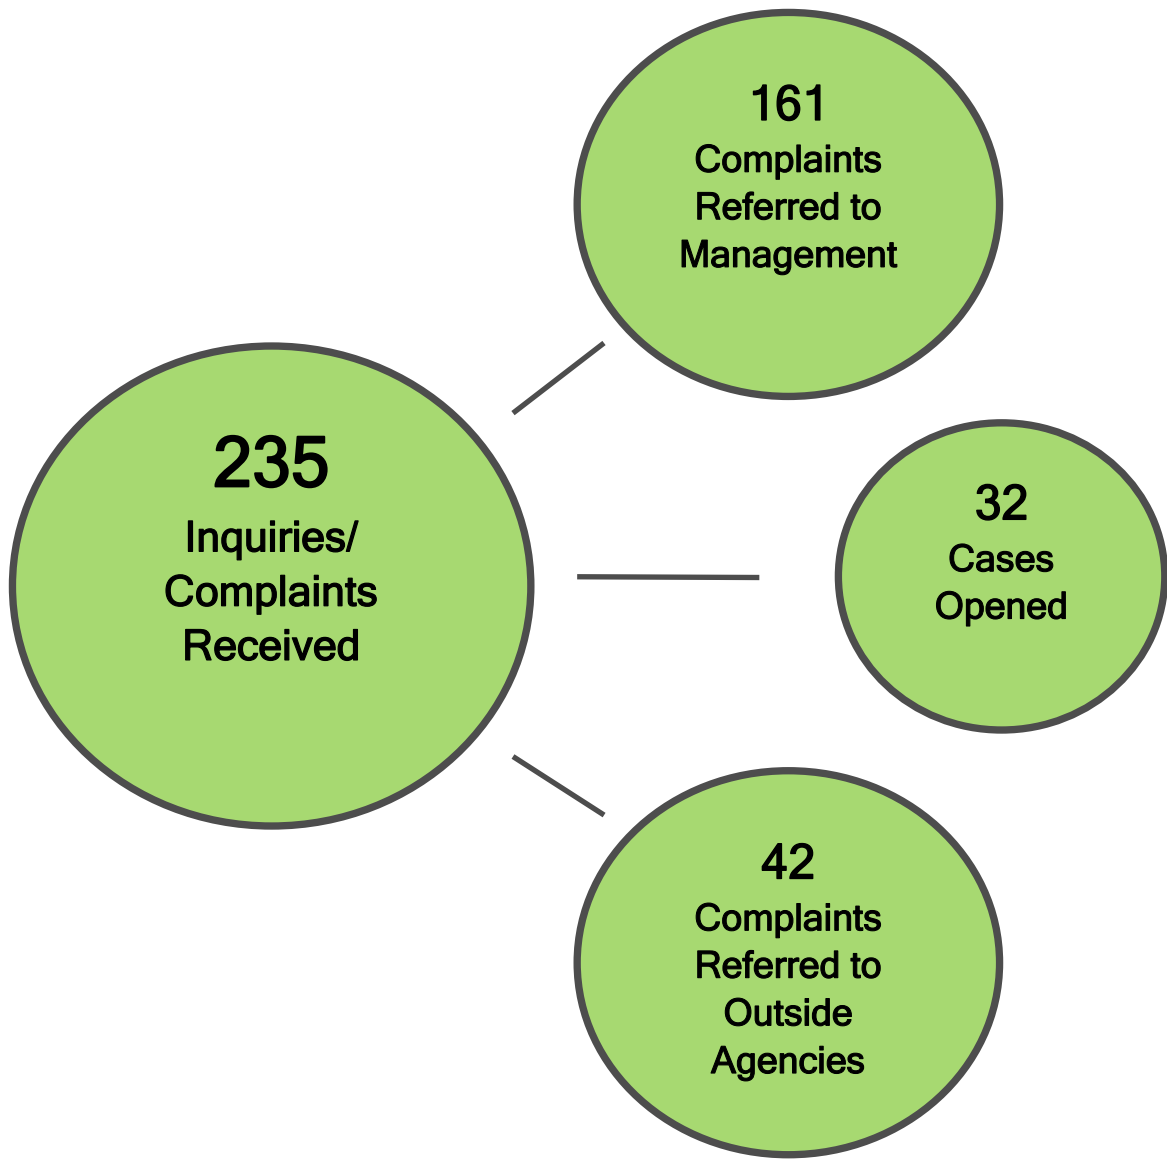 235
Inquiries/
Complaints
Received
161
Complaints
Referred to
Management
32
Cases
Opened
42
Complaints
Referred to
Outside
Agencies